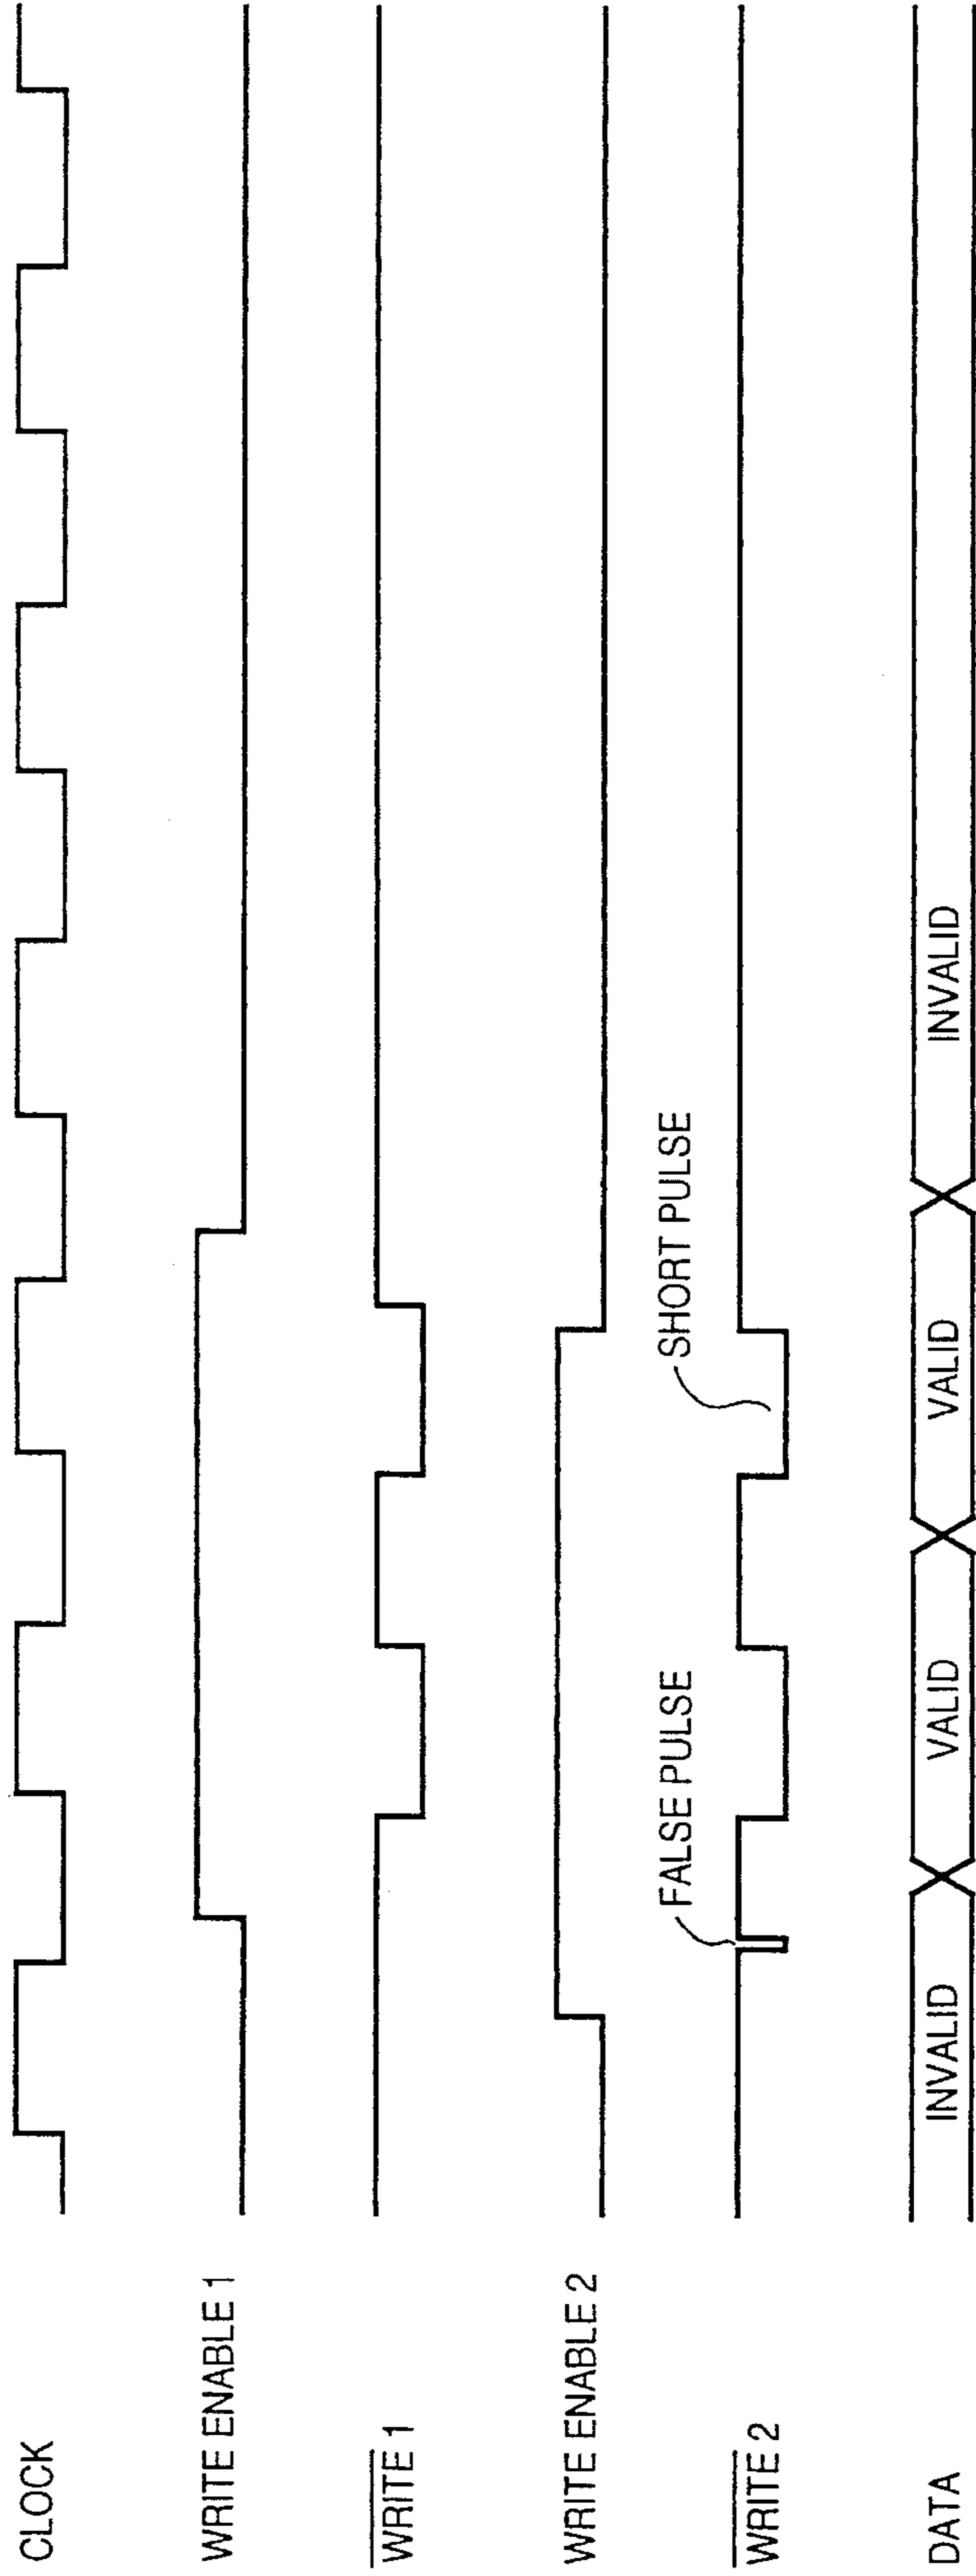 CLOCK
WRITE ENABLE 1
WRITE 1
WRITE ENABLE 2
FALSE PULSE
SHORT PULSE
WRITE 2
DATA
INVALID
VALID
VALID
INVALID